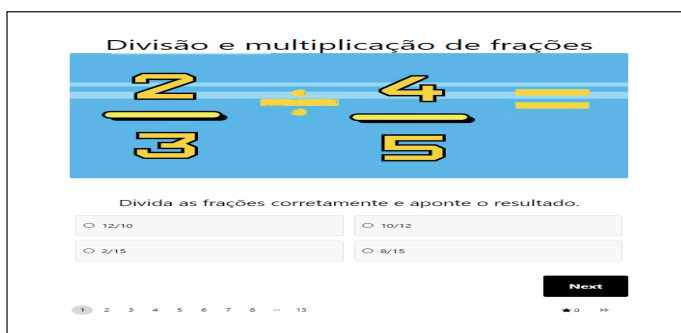 Divisão e multiplicação de frações
2 ÷ 4 =
3 5
Divida as frações corretamente e aponte o resultado.
12/10 10/12
2/15 8/15
Next
1 2 3 4 5 6 7 8 ... 13 ★ 0